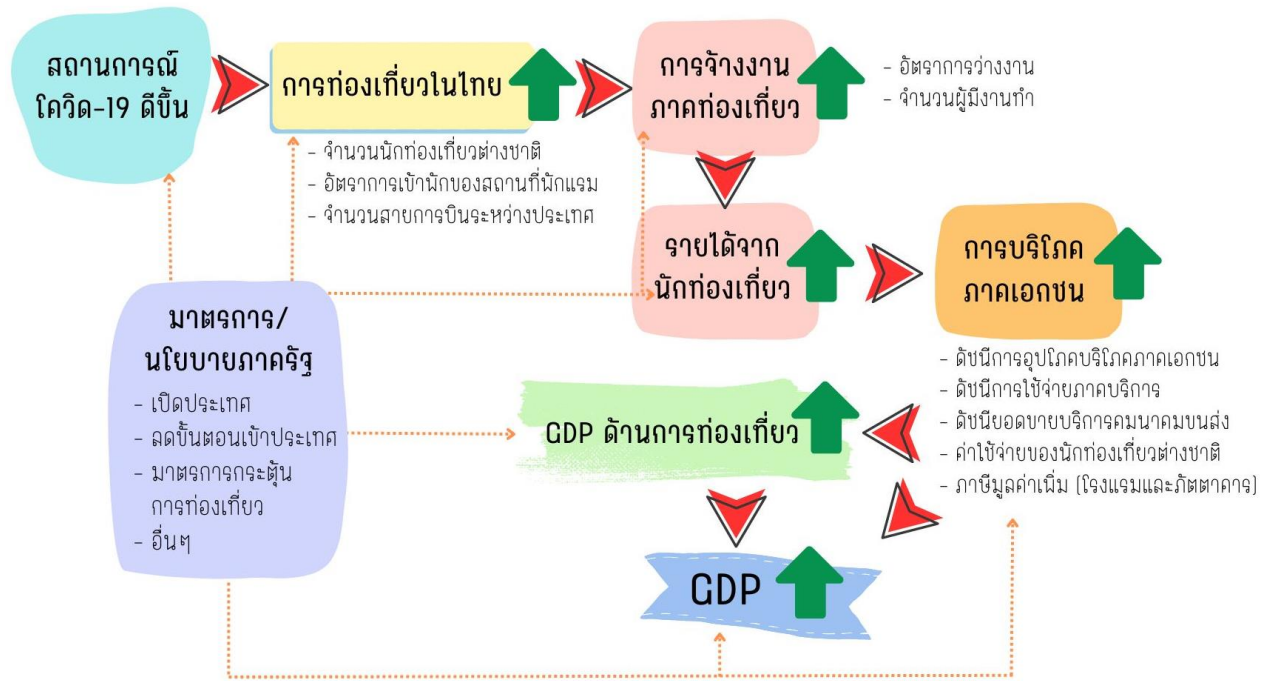 สถานการณ์
โควิด-19 ดีขึ้น
การท่องเที่ยวในไทย
- จำนวนนักท่องเที่ยวต่างชาติ
- อัตราการเข้าพักของสถานที่พักแรม
- จำนวนสายการบินระหว่างประเทศ
การจ้างงาน
ภาคท่องเที่ยว
- อัตราการว่างงาน
- จำนวนผู้มีงานทำ
รายได้จาก
นักท่องเที่ยว
การบริโภค
ภาคเอกชน
- ดัชนีการอุปโภคบริโภคภาคเอกชน
- ดัชนีการใช้จ่ายภาคบริการ
- ดัชนียอดขายบริการคมนาคมขนส่ง
- ค่าใช้จ่ายของนักท่องเที่ยวต่างชาติ
- ภาษีมูลค่าเพิ่ม (โรงแรมและภัตตาคาร)
มาตรการ/
นโยบายภาครัฐ
- เปิดประเทศ
- ลดขั้นตอนเข้าประเทศ
- มาตรการกระตุ้น
การท่องเที่ยว
- อื่นๆ
GDP ด้านการท่องเที่ยว
GDP